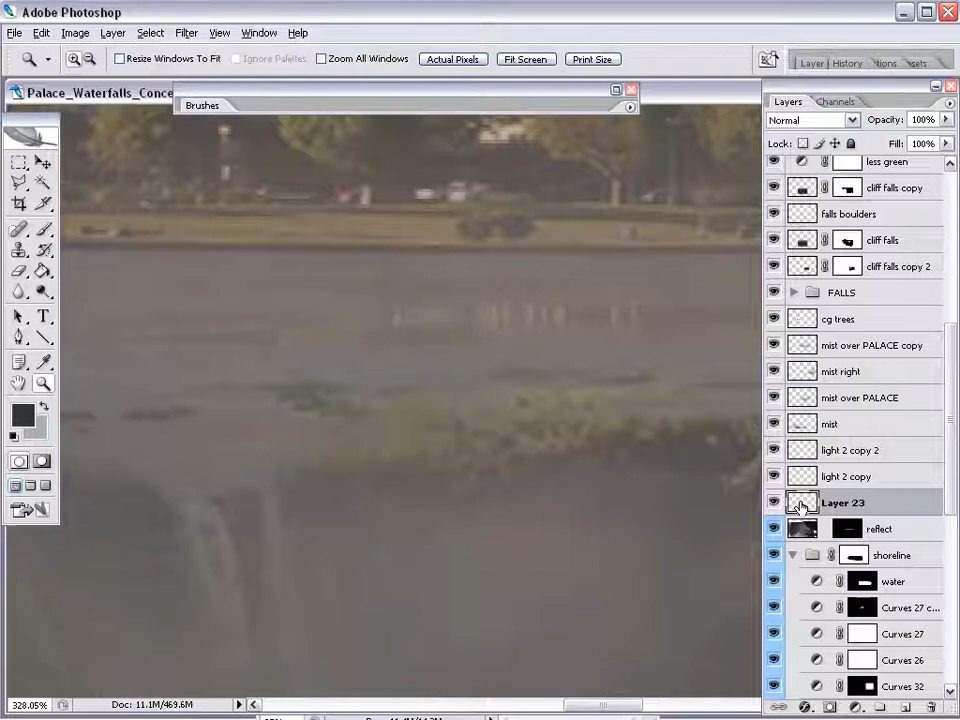 Adobe Photoshop
File Edit Image Layer Select Filter View Window Help
Resize Windows To Fit Ignore Palettes Zoom All Windows Actual Pixels Fit Screen Print Size
Layer History
Palace_Waterfalls_Conce
Brushes
Layers Channels
Normal Opacity: 100%
Lock: Fill: 100%
less green
cliff falls copy
falls boulders
cliff falls
cliff falls copy 2
FALLS
cg trees
mist over PALACE copy
mist right
mist over PALACE
mist
light 2 copy 2
light 2 copy
Layer 23
reflect
shoreline
water
Curves 27 c...
Curves 27
Curves 26
Curves 32
328.05% Doc: 11.1M/469.6M